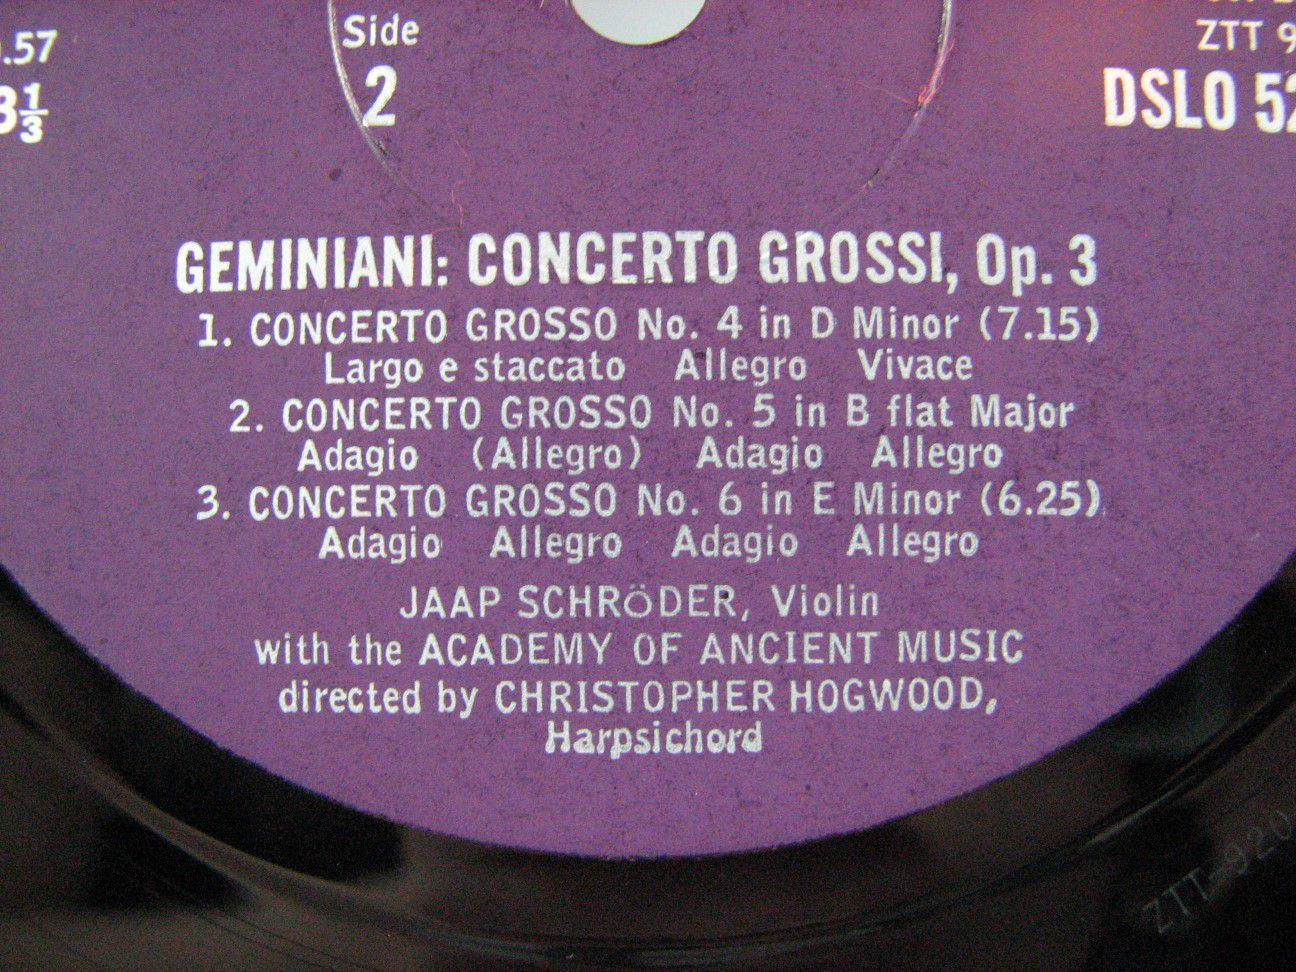 Side
2
.57
3⅓
ZTT 9
DSLO 52
GEMINIANI: CONCERTO GROSSI, Op. 3
1. CONCERTO GROSSO No. 4 in D Minor (7.15)
Largo e staccato Allegro Vivace
2. CONCERTO GROSSO No. 5 in B flat Major
Adagio (Allegro) Adagio Allegro
3. CONCERTO GROSSO No. 6 in E Minor (6.25)
Adagio Allegro Adagio Allegro
JAAP SCHRÖDER, Violin
with the ACADEMY OF ANCIENT MUSIC
directed by CHRISTOPHER HOGWOOD,
Harpsichord
ZTT-920